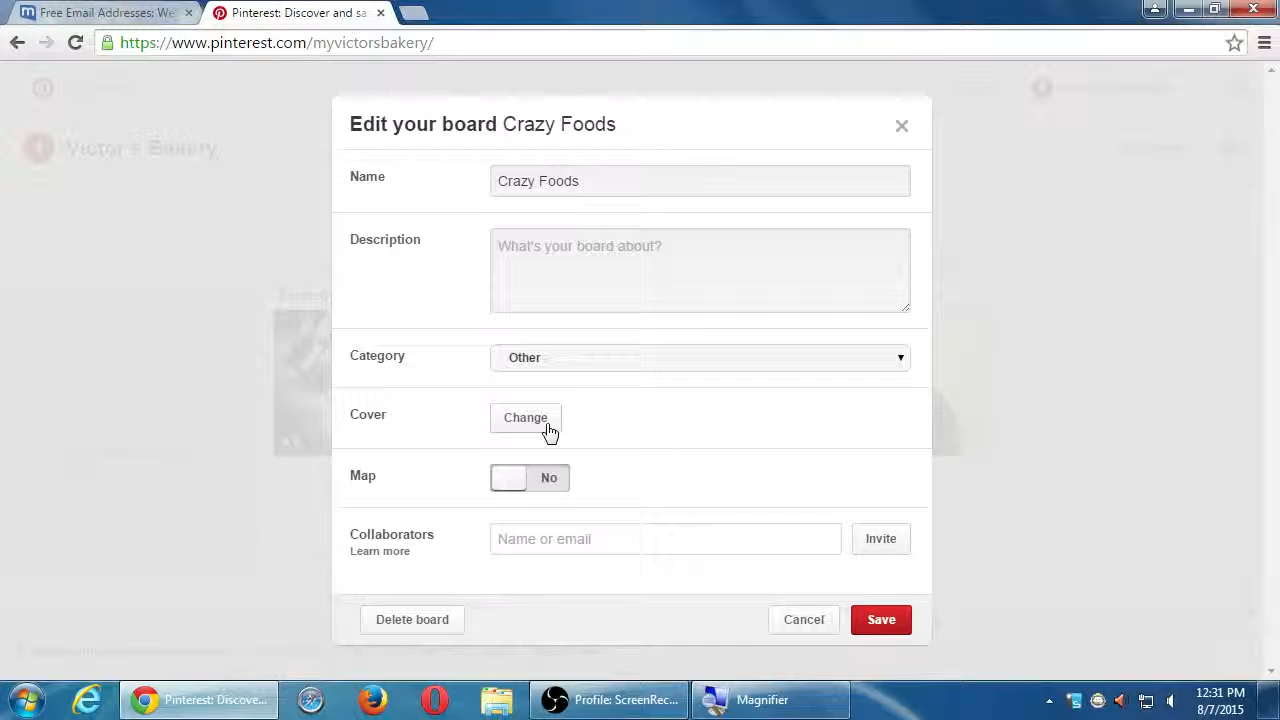 Free Email Addresses: We
Pinterest: Discover and sa
https://www.pinterest.com/myvictorsbakery/
Victor's Bakery
Edit your board Crazy Foods
Name
Crazy Foods
Description
What's your board about?
Category
Other
Cover
Change
Map
No
Collaborators
Learn more
Name or email
Invite
Delete board
Cancel
Save
Pinterest: Discove...
Profile: ScreenRec...
Magnifier
12:31 PM
8/7/2015